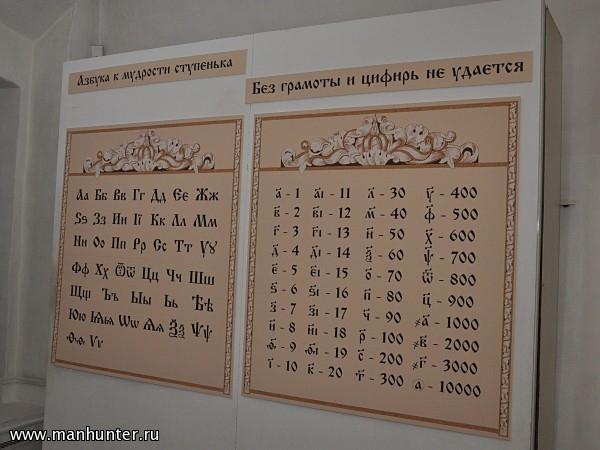 Азбука к мудрости ступенька
Аа Бб Вв Гг Дд Єє Жж
Ѕѕ Зз Ии Її Кк Лл Мм
Нн Оо Пп Рр Сс Тт Ѹѹ
Фф Хх Ѿѿ Цц Чч Шш
Щщ Ъъ Ыы Ьь Ѣѣ
Юю Ѩѩ Ѡѡ Ѧѧ Ѯѯ Ѱѱ
Ѳѳ Ѵѵ
Без грамоты и цифирь не удается
а҃ - 1 а҃і - 11 л҃ - 30 у҃ - 400
в҃ - 2 в҃і - 12 м҃ - 40 ф҃ - 500
г҃ - 3 г҃і - 13 н҃ - 50 х҃ - 600
д҃ - 4 д҃і - 14 ѯ҃ - 60 ѱ҃ - 700
є҃ - 5 є҃і - 15 о҃ - 70 ѿ҃ - 800
ѕ҃ - 6 ѕ҃і - 16 п҃ - 80 ц҃ - 900
з҃ - 7 з҃і - 17 ч҃ - 90 ҂а҃ - 1000
и҃ - 8 и҃і - 18 р҃ - 100 ҂в҃ - 2000
ѳ҃ - 9 ѳ҃і - 19 с҃ - 200 ҂г҃ - 3000
і҃ - 10 к҃ - 20 т҃ - 300 а⃝ - 10000
www.manhunter.ru